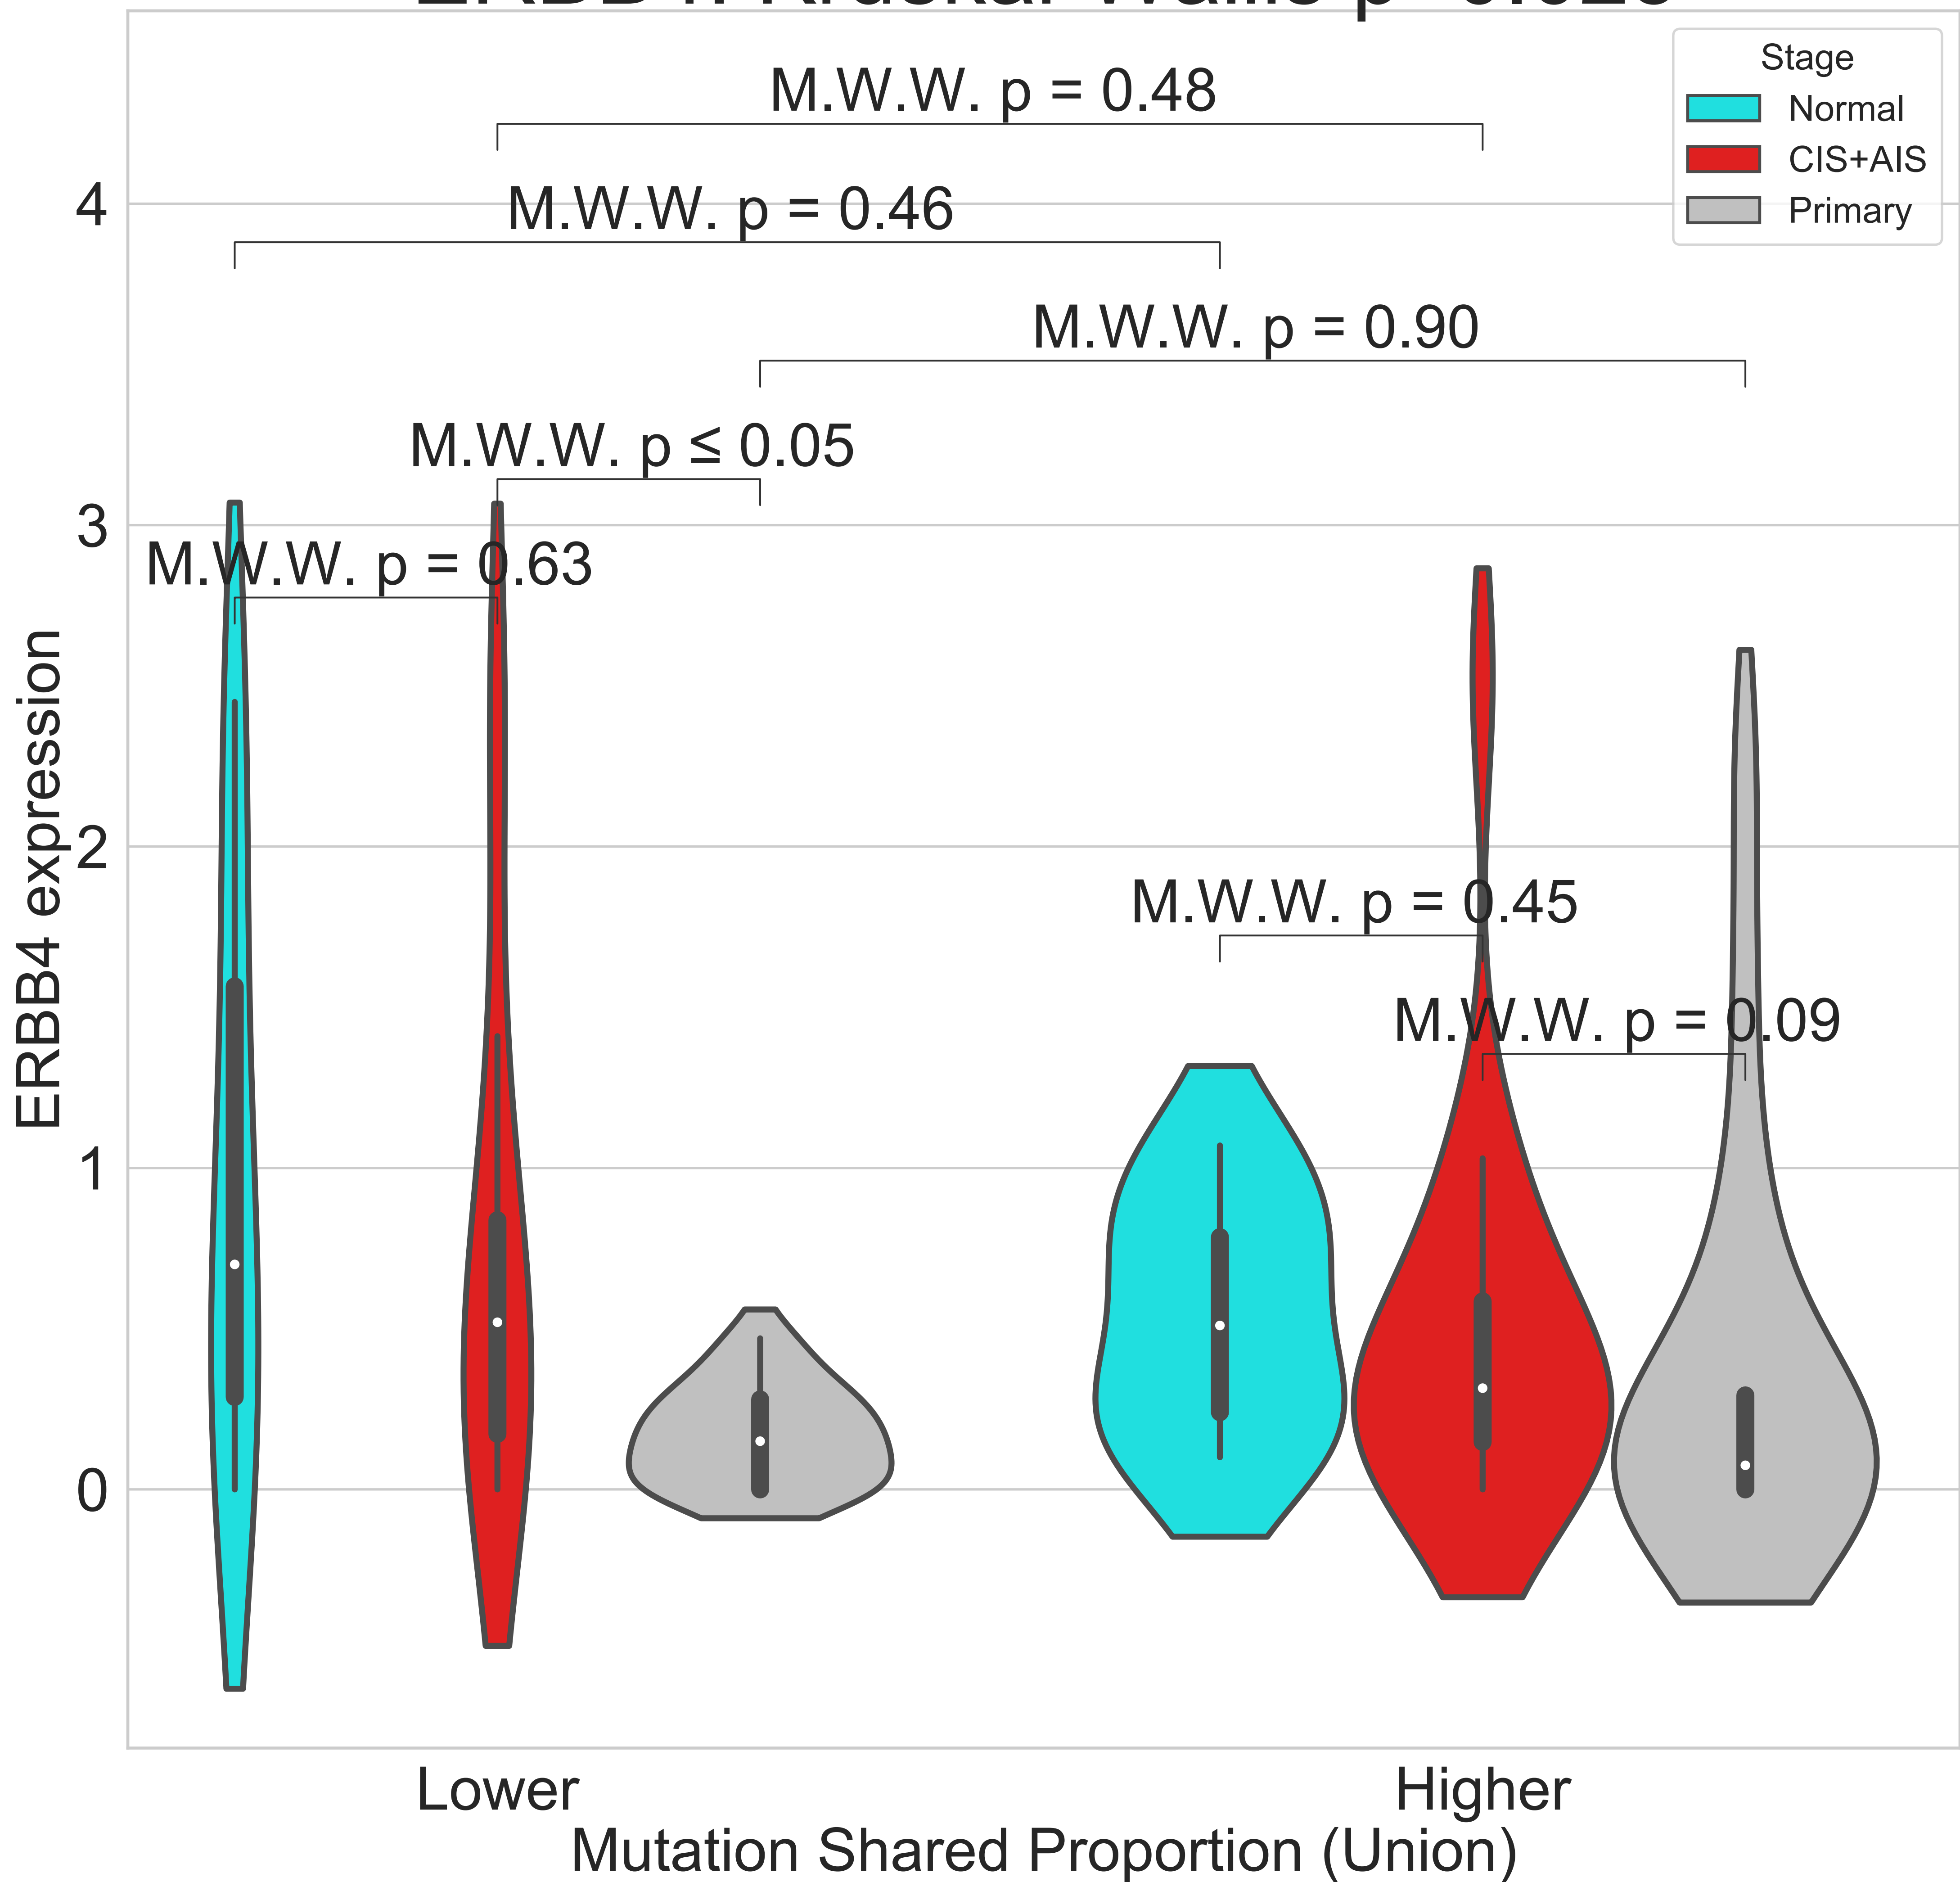 Stage
Normal
CIS+AIS
Primary
M.W.W. p = 0.48
M.W.W. p = 0.46
M.W.W. p = 0.90
M.W.W. p ≤ 0.05
M.W.W. p = 0.63
M.W.W. p = 0.45
M.W.W. p = 0.09
4
3
2
1
0
ERBB4 expression
Lower
Higher
Mutation Shared Proportion (Union)